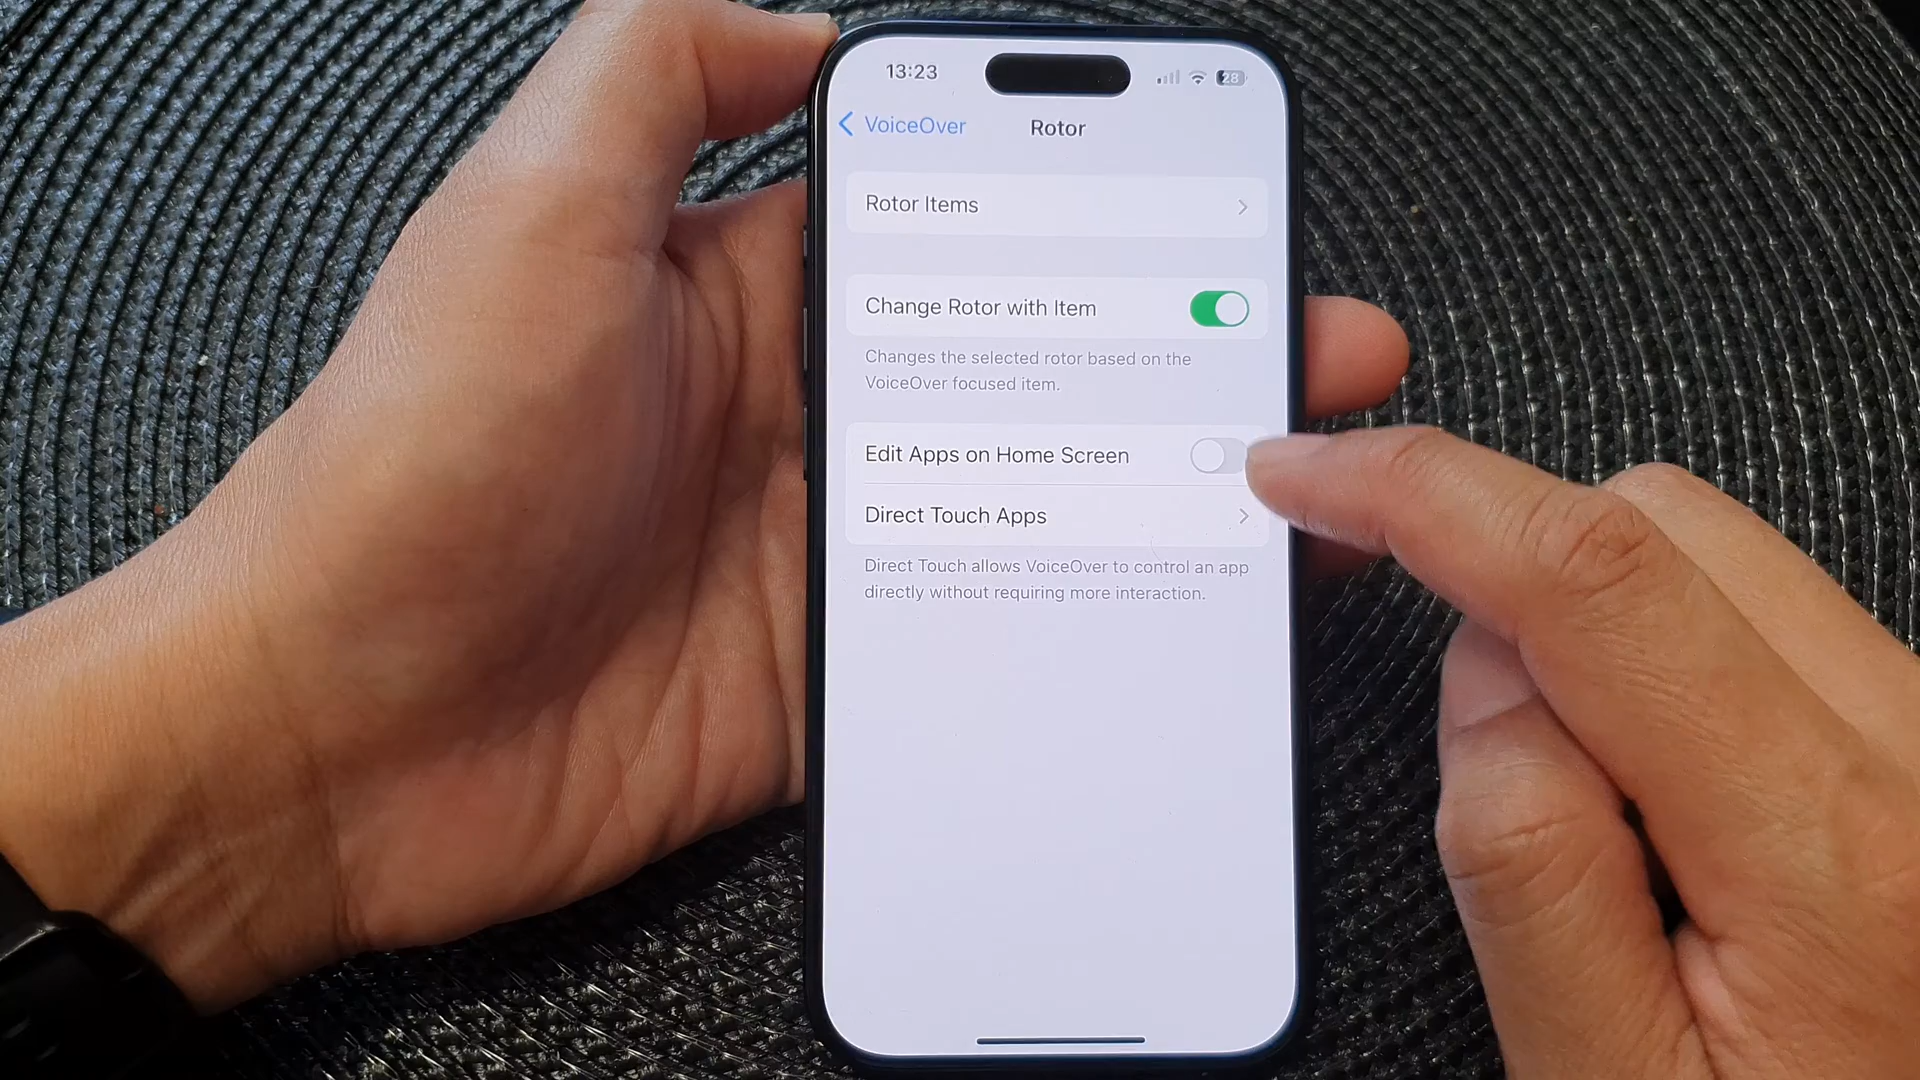 13:23
28
VoiceOver
Rotor
Rotor Items
Change Rotor with Item
Changes the selected rotor based on the
VoiceOver focused item.
Edit Apps on Home Screen
Direct Touch Apps
Direct Touch allows VoiceOver to control an app
directly without requiring more interaction.